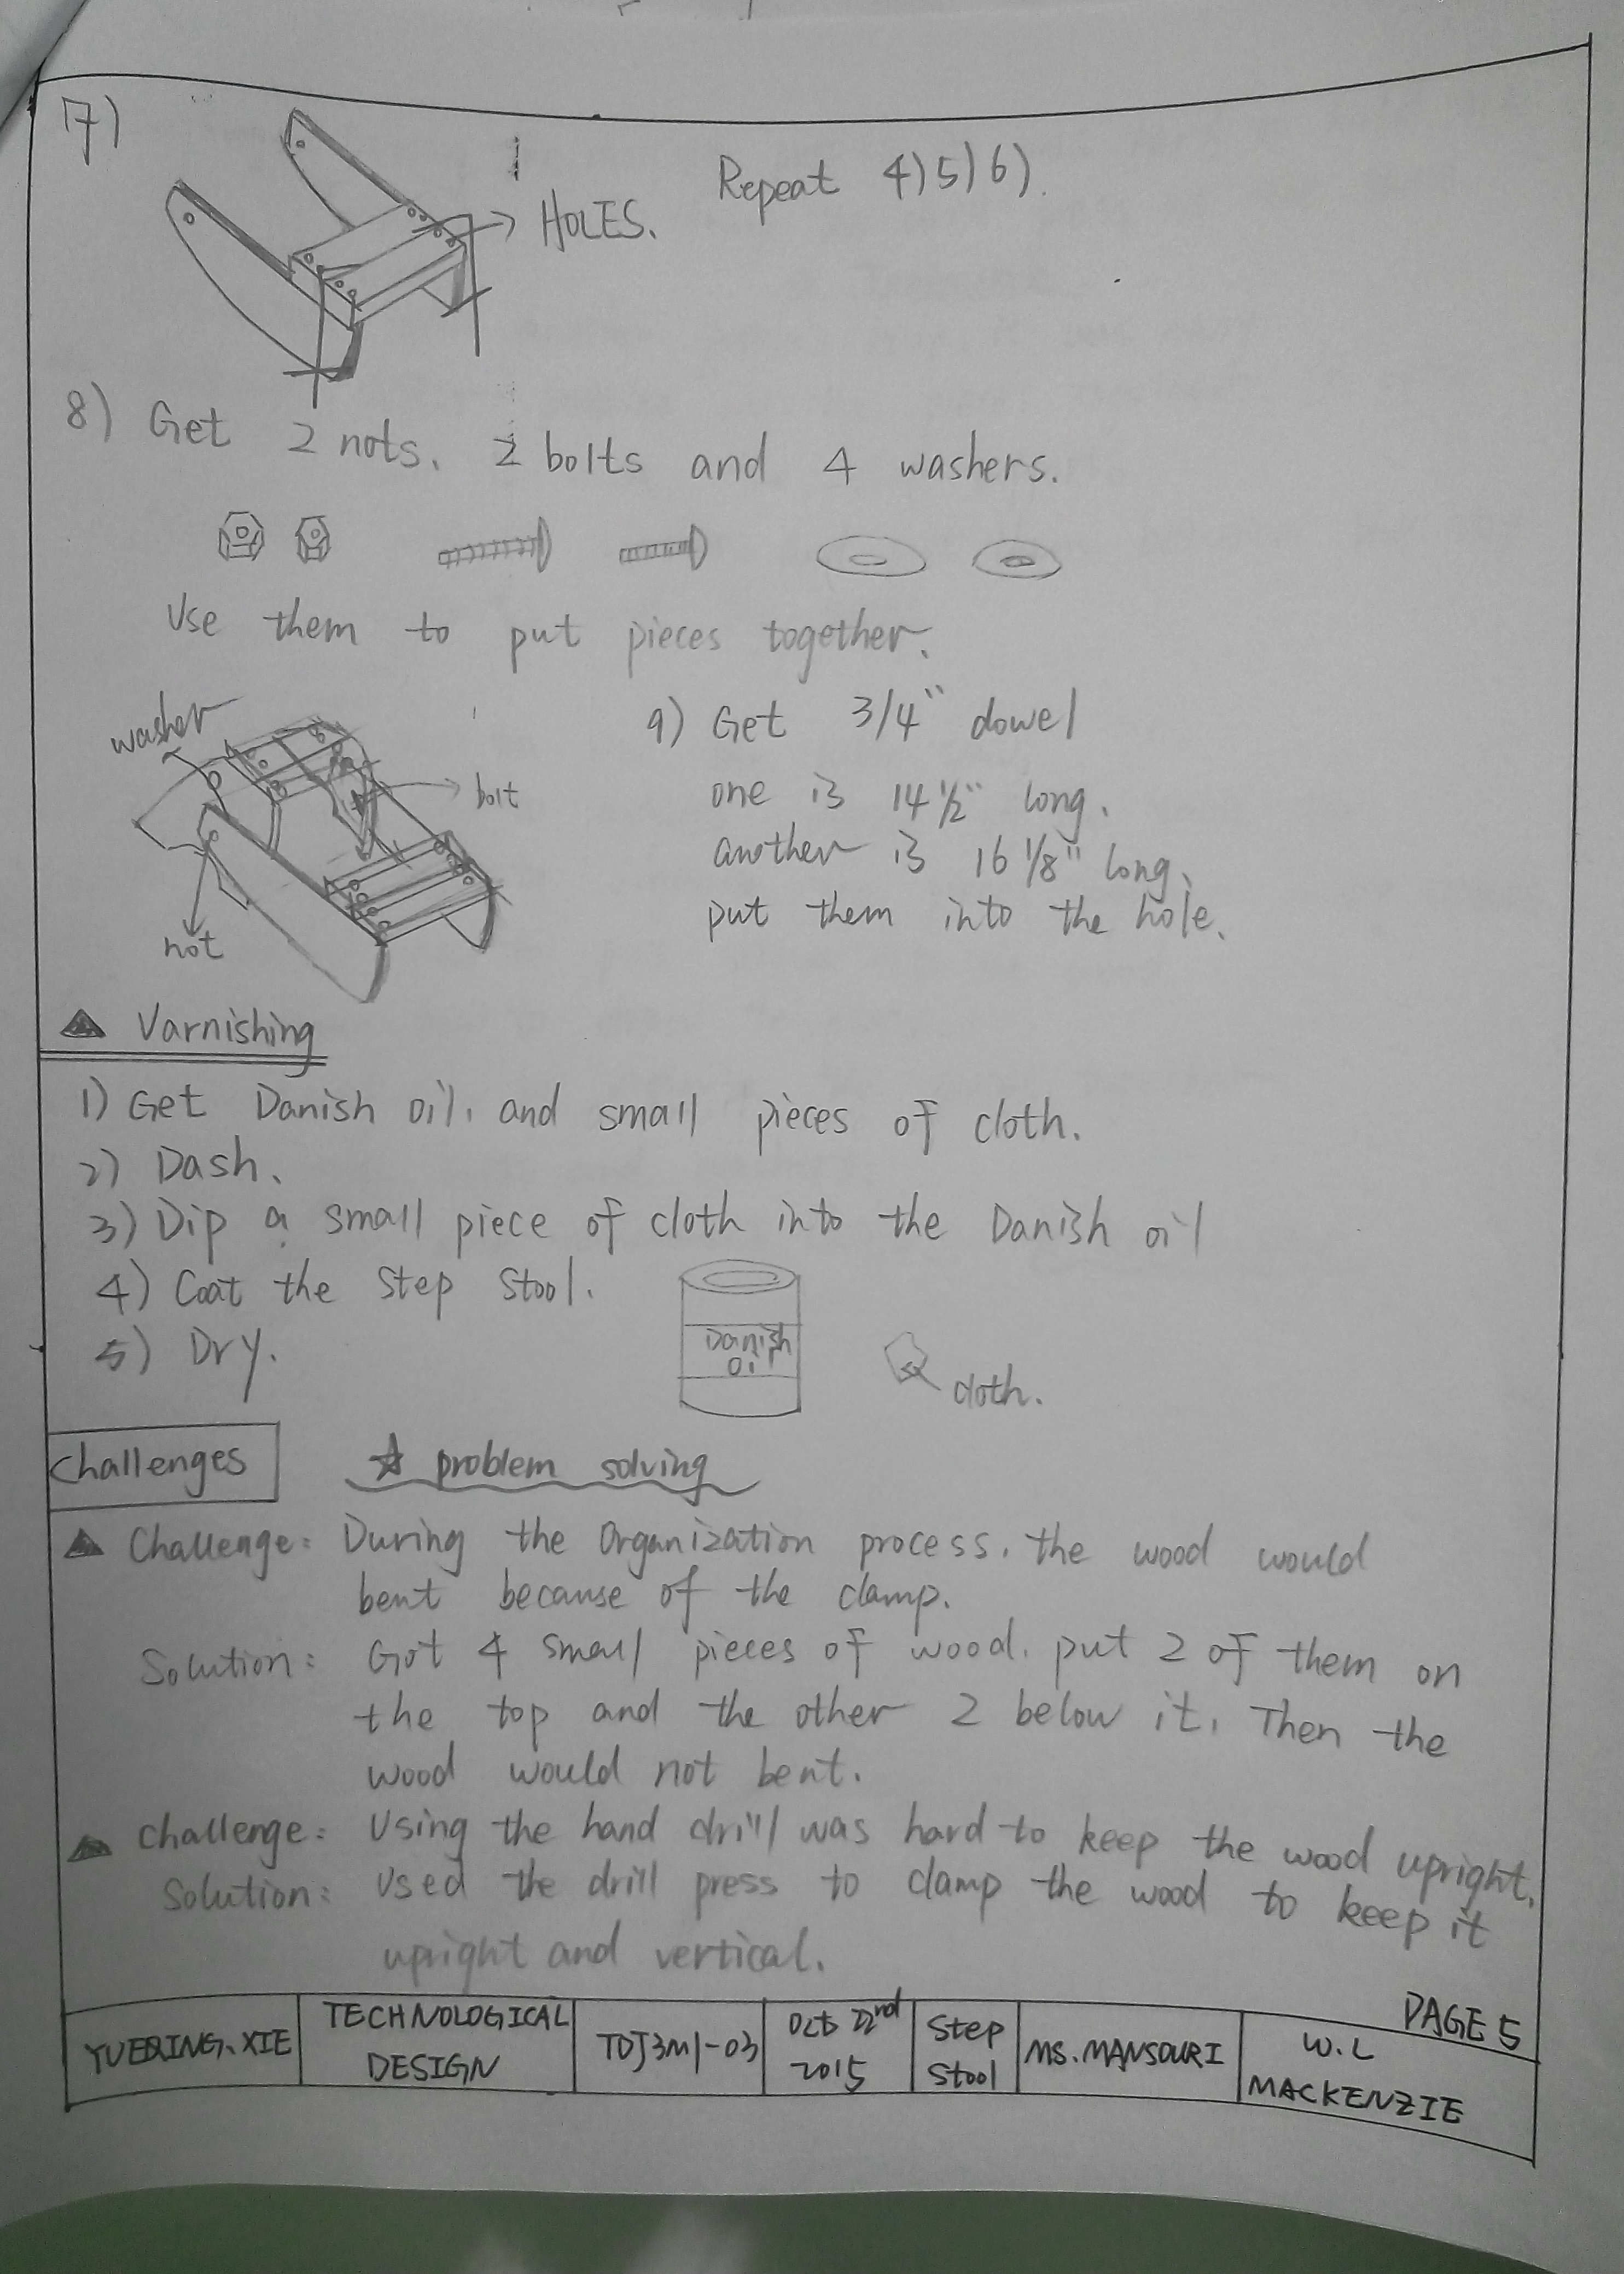 7)
HOLES.
Repeat 4)5)6).
8) Get 2 nots. 2 bolts and 4 washers.
Use them to put pieces together.
washer
bolt
not
9) Get 3/4" dowel
one is 14 1/2" long.
another is 16 1/8" long.
put them into the hole.
Varnishing
1) Get Danish oil. and small pieces of cloth.
2) Dash.
3) Dip a small piece of cloth into the Danish oil
4) Coat the Step Stool.
5) Dry.
Danish
oil
cloth.
Challenges
☆ problem solving
Challenge: During the Organization process. the wood would
bent because of the clamp.
Solution: Got 4 small pieces of wood. put 2 of them on
the top and the other 2 below it. Then the
wood would not bent.
Challenge: Using the hand drill was hard to keep the wood upright.
Solution: Used the drill press to clamp the wood to keep it
upright and vertical.
PAGE 5
YUEQING.XIE
TECHNOLOGICAL
DESIGN
TDJ3M1-03
Oct 22nd
2015
Step
Stool
MS.MANSOURI
W.L
MACKENZIE